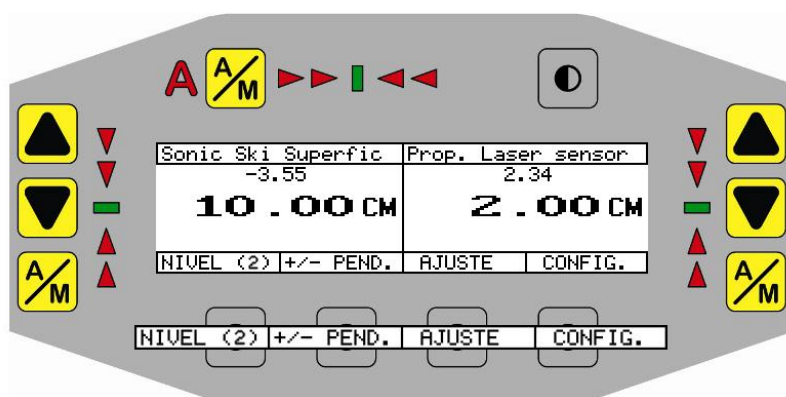 A A/M
Sonic Ski Superfic Prop. Laser sensor
-3.55 2.34
10.00 CM 2.00 CM
NIVEL (2) +/- PEND. AJUSTE CONFIG.
A/M A/M
NIVEL (2) +/- PEND. AJUSTE CONFIG.